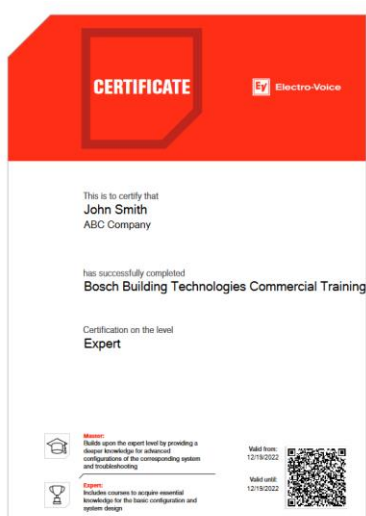 CERTIFICATE
EV Electro-Voice
This is to certify that
John Smith
ABC Company
has successfully completed
Bosch Building Technologies Commercial Training
Certification on the level
Expert
Master:
Builds upon the expert level by providing a
deeper knowledge for advanced
configurations of the corresponding system
and troubleshooting
Expert:
Includes courses to acquire essential
knowledge for the basic configuration and
system design
Valid from:
12/19/2022
Valid until:
12/19/2022